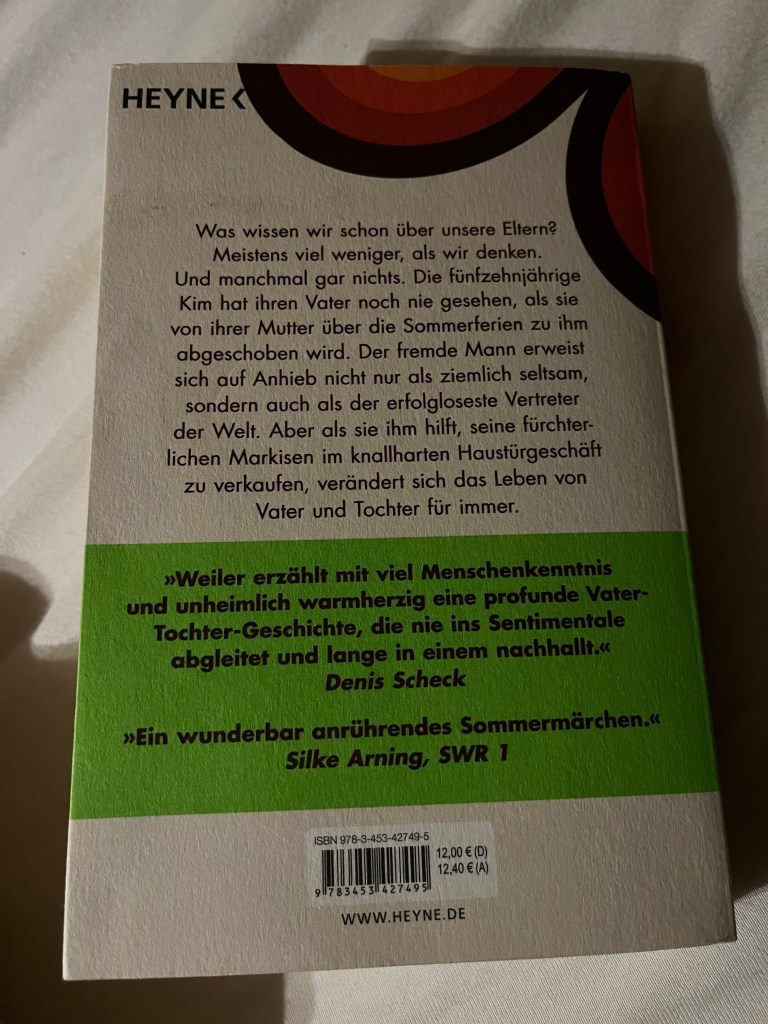 HEYNE<
Was wissen wir schon über unsere Eltern?
Meistens viel weniger, als wir denken.
Und manchmal gar nichts. Die fünfzehnjährige
Kim hat ihren Vater noch nie gesehen, als sie
von ihrer Mutter über die Sommerferien zu ihm
abgeschoben wird. Der fremde Mann erweist
sich auf Anhieb nicht nur als ziemlich seltsam,
sondern auch als der erfolgloseste Vertreter
der Welt. Aber als sie ihm hilft, seine fürchter-
lichen Markisen im knallharten Haustürgeschäft
zu verkaufen, verändert sich das Leben von
Vater und Tochter für immer.
»Weiler erzählt mit viel Menschenkenntnis
und unheimlich warmherzig eine profunde Vater-
Tochter-Geschichte, die nie ins Sentimentale
abgleitet und lange in einem nachhallt.«
Denis Scheck
»Ein wunderbar anrührendes Sommermärchen.«
Silke Arning, SWR 1
ISBN 978-3-453-42749-5
12,00 € (D)
12,40 € (A)
9 783453 427495
WWW.HEYNE.DE